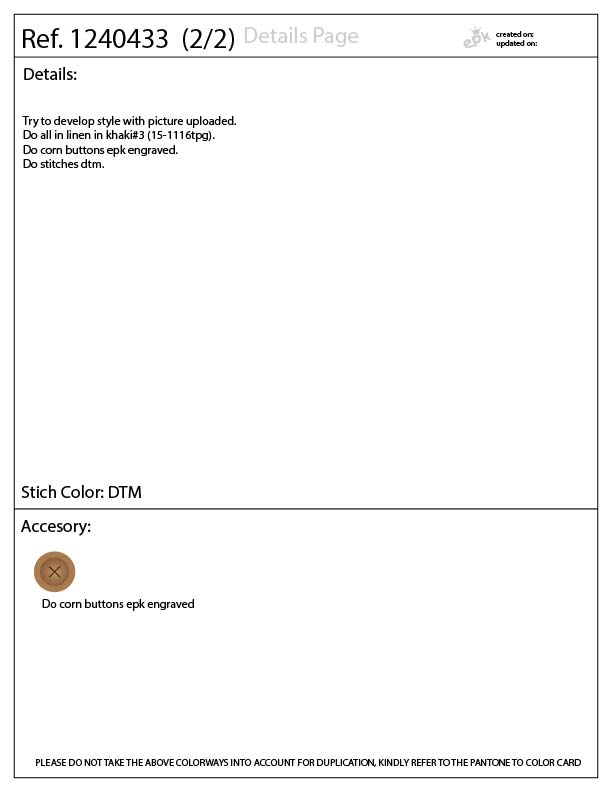 Ref. 1240433 (2/2) Details Page
epk
created on:
updated on:
Details:
Try to develop style with picture uploaded.
Do all in linen in khaki#3 (15-1116tpg).
Do corn buttons epk engraved.
Do stitches dtm.
Stich Color: DTM
Accesory:
Do corn buttons epk engraved
PLEASE DO NOT TAKE THE ABOVE COLORWAYS INTO ACCOUNT FOR DUPLICATION, KINDLY REFER TO THE PANTONE TO COLOR CARD